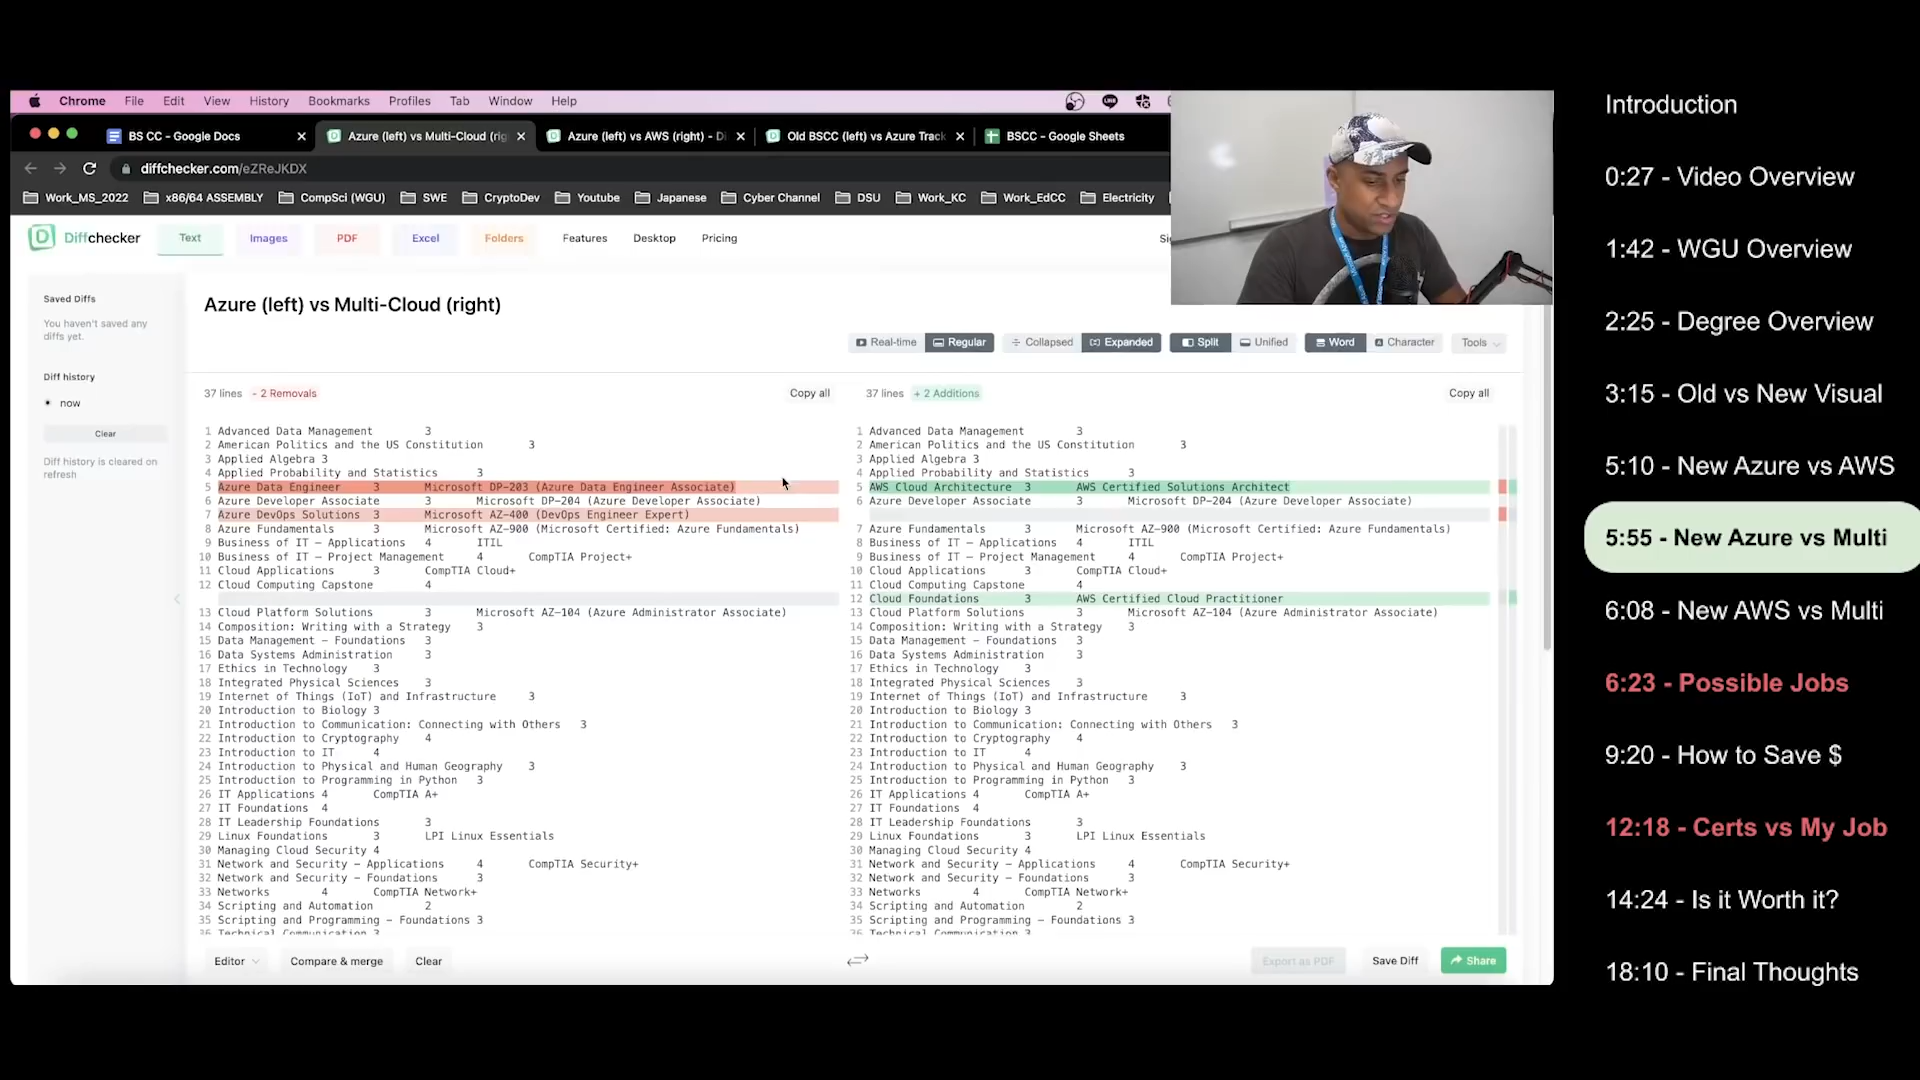 Chrome File Edit View History Bookmarks Profiles Tab Window Help
BS CC - Google Docs
Azure (left) vs Multi-Cloud (rig
Azure (left) vs AWS (right) - Di
Old BSCC (left) vs Azure Track
BSCC - Google Sheets
diffchecker.com/eZReJKDX
Work_MS_2022 x86/64 ASSEMBLY CompSci (WGU) SWE CryptoDev Youtube Japanese Cyber Channel DSU Work_KC Work_EdCC Electricity
Diffchecker Text Images PDF Excel Folders Features Desktop Pricing
Saved Diffs
You haven't saved any
diffs yet.
Diff history
now
Clear
Diff history is cleared on
refresh
Azure (left) vs Multi-Cloud (right)
Real-time Regular Collapsed Expanded Split Unified Word Character Tools
37 lines - 2 Removals Copy all
1 Advanced Data Management 3
2 American Politics and the US Constitution 3
3 Applied Algebra 3
4 Applied Probability and Statistics 3
5 Azure Data Engineer 3 Microsoft DP-203 (Azure Data Engineer Associate)
6 Azure Developer Associate 3 Microsoft DP-204 (Azure Developer Associate)
7 Azure DevOps Solutions 3 Microsoft AZ-400 (DevOps Engineer Expert)
8 Azure Fundamentals 3 Microsoft AZ-900 (Microsoft Certified: Azure Fundamentals)
9 Business of IT – Applications 4 ITIL
10 Business of IT – Project Management 4 CompTIA Project+
11 Cloud Applications 3 CompTIA Cloud+
12 Cloud Computing Capstone 4
13 Cloud Platform Solutions 3 Microsoft AZ-104 (Azure Administrator Associate)
14 Composition: Writing with a Strategy 3
15 Data Management – Foundations 3
16 Data Systems Administration 3
17 Ethics in Technology 3
18 Integrated Physical Sciences 3
19 Internet of Things (IoT) and Infrastructure 3
20 Introduction to Biology 3
21 Introduction to Communication: Connecting with Others 3
22 Introduction to Cryptography 4
23 Introduction to IT 4
24 Introduction to Physical and Human Geography 3
25 Introduction to Programming in Python 3
26 IT Applications 4 CompTIA A+
27 IT Foundations 4
28 IT Leadership Foundations 3
29 Linux Foundations 3 LPI Linux Essentials
30 Managing Cloud Security 4
31 Network and Security – Applications 4 CompTIA Security+
32 Network and Security – Foundations 3
33 Networks 4 CompTIA Network+
34 Scripting and Automation 2
35 Scripting and Programming – Foundations 3
36 Technical Communication 3
37 lines + 2 Additions Copy all
1 Advanced Data Management 3
2 American Politics and the US Constitution 3
3 Applied Algebra 3
4 Applied Probability and Statistics 3
5 AWS Cloud Architecture 3 AWS Certified Solutions Architect
6 Azure Developer Associate 3 Microsoft DP-204 (Azure Developer Associate)
7 Azure Fundamentals 3 Microsoft AZ-900 (Microsoft Certified: Azure Fundamentals)
8 Business of IT – Applications 4 ITIL
9 Business of IT – Project Management 4 CompTIA Project+
10 Cloud Applications 3 CompTIA Cloud+
11 Cloud Computing Capstone 4
12 Cloud Foundations 3 AWS Certified Cloud Practitioner
13 Cloud Platform Solutions 3 Microsoft AZ-104 (Azure Administrator Associate)
14 Composition: Writing with a Strategy 3
15 Data Management – Foundations 3
16 Data Systems Administration 3
17 Ethics in Technology 3
18 Integrated Physical Sciences 3
19 Internet of Things (IoT) and Infrastructure 3
20 Introduction to Biology 3
21 Introduction to Communication: Connecting with Others 3
22 Introduction to Cryptography 4
23 Introduction to IT 4
24 Introduction to Physical and Human Geography 3
25 Introduction to Programming in Python 3
26 IT Applications 4 CompTIA A+
27 IT Foundations 4
28 IT Leadership Foundations 3
29 Linux Foundations 3 LPI Linux Essentials
30 Managing Cloud Security 4
31 Network and Security – Applications 4 CompTIA Security+
32 Network and Security – Foundations 3
33 Networks 4 CompTIA Network+
34 Scripting and Automation 2
35 Scripting and Programming – Foundations 3
36 Technical Communication 3
Editor Compare & merge Clear Export as PDF Save Diff Share
Introduction
0:27 - Video Overview
1:42 - WGU Overview
2:25 - Degree Overview
3:15 - Old vs New Visual
5:10 - New Azure vs AWS
5:55 - New Azure vs Multi
6:08 - New AWS vs Multi
6:23 - Possible Jobs
9:20 - How to Save $
12:18 - Certs vs My Job
14:24 - Is it Worth it?
18:10 - Final Thoughts